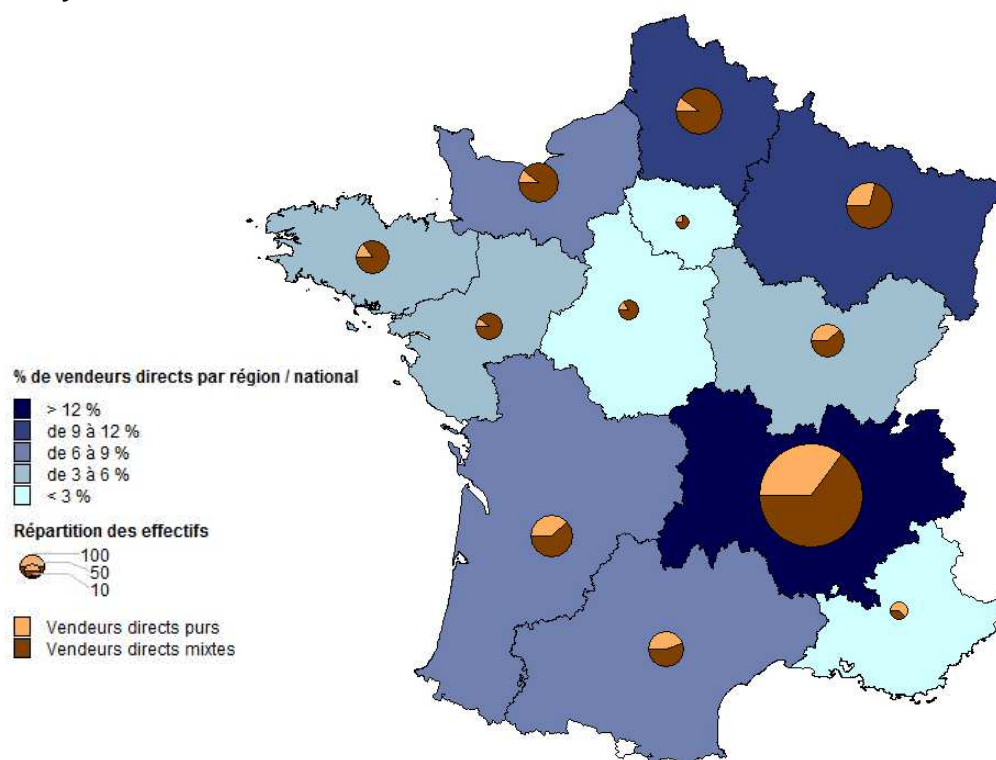 % de vendeurs directs par région / national
> 12 %
de 9 à 12 %
de 6 à 9 %
de 3 à 6 %
< 3 %
Répartition des effectifs
100
50
10
Vendeurs directs purs
Vendeurs directs mixtes